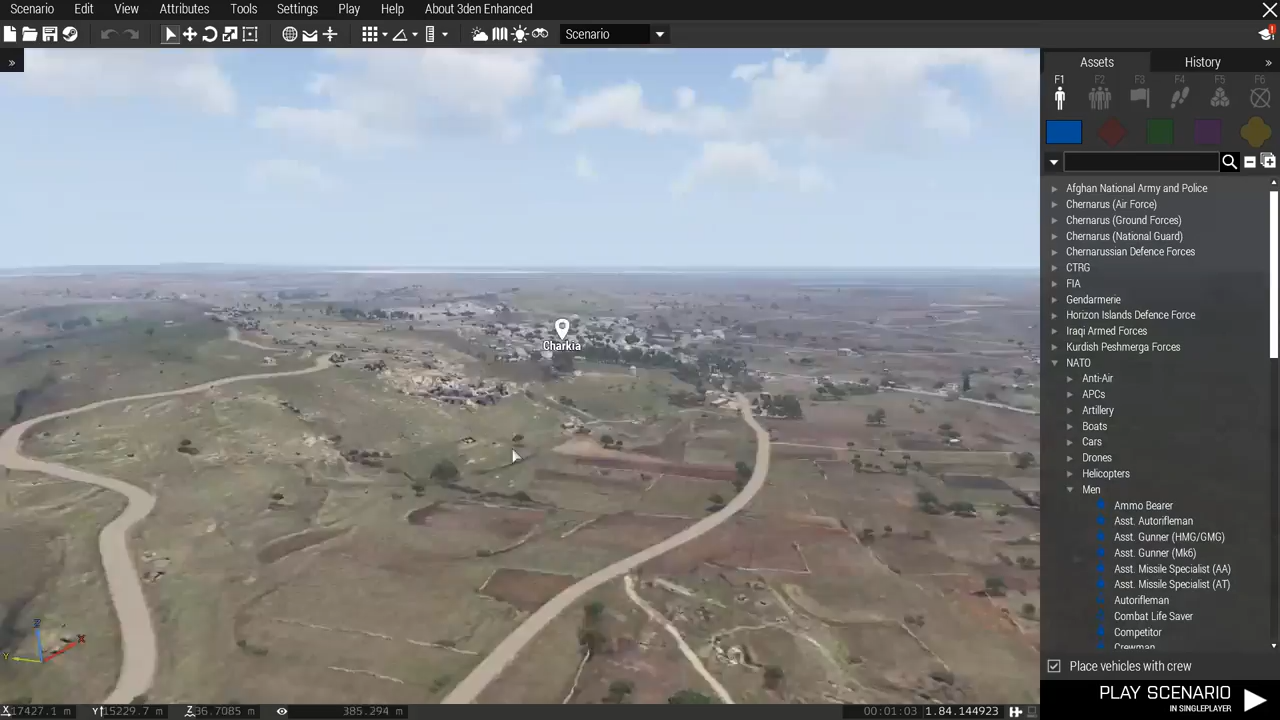 Scenario Edit View Attributes Tools Settings Play Help About 3den Enhanced
Scenario
Assets History »
»
F1 F2 F3 F4 F5 F6
Afghan National Army and Police
Chernarus (Air Force)
Chernarus (Ground Forces)
Chernarus (National Guard)
Chernarussian Defence Forces
CTRG
FIA
Gendarmerie
Horizon Islands Defence Force
Iraqi Armed Forces
Kurdish Peshmerga Forces
NATO
Anti-Air
APCs
Artillery
Boats
Cars
Drones
Helicopters
Men
Ammo Bearer
Asst. Autorifleman
Asst. Gunner (HMG/GMG)
Asst. Gunner (Mk6)
Asst. Missile Specialist (AA)
Asst. Missile Specialist (AT)
Autorifleman
Combat Life Saver
Competitor
Crewman
Charkia
Place vehicles with crew
PLAY SCENARIO
IN SINGLEPLAYER
X 17427.1 m Y 15229.7 m Z 36.7085 m 385.294 m 00:01:03 1.84.144923